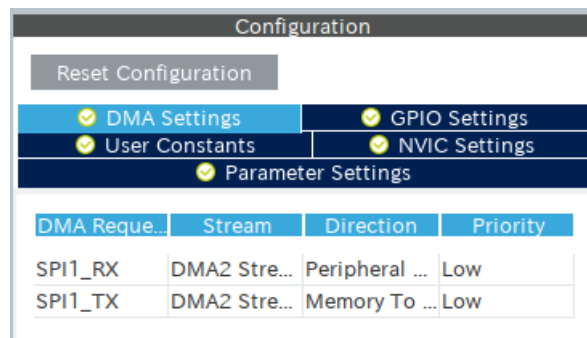 Configuration
Reset Configuration
DMA Settings GPIO Settings
User Constants NVIC Settings
Parameter Settings
DMA Reque... Stream Direction Priority
SPI1_RX DMA2 Stre... Peripheral ... Low
SPI1_TX DMA2 Stre... Memory To ... Low